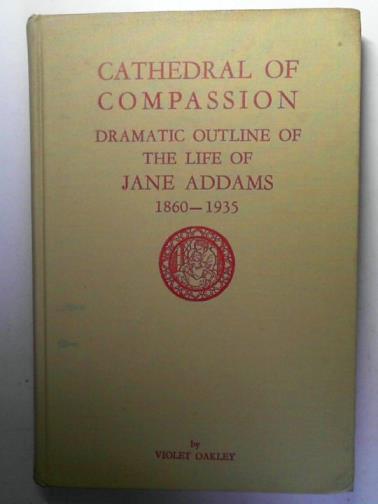 CATHEDRAL OF
COMPASSION
DRAMATIC OUTLINE OF
THE LIFE OF
JANE ADDAMS
1860—1935
by
VIOLET OAKLEY